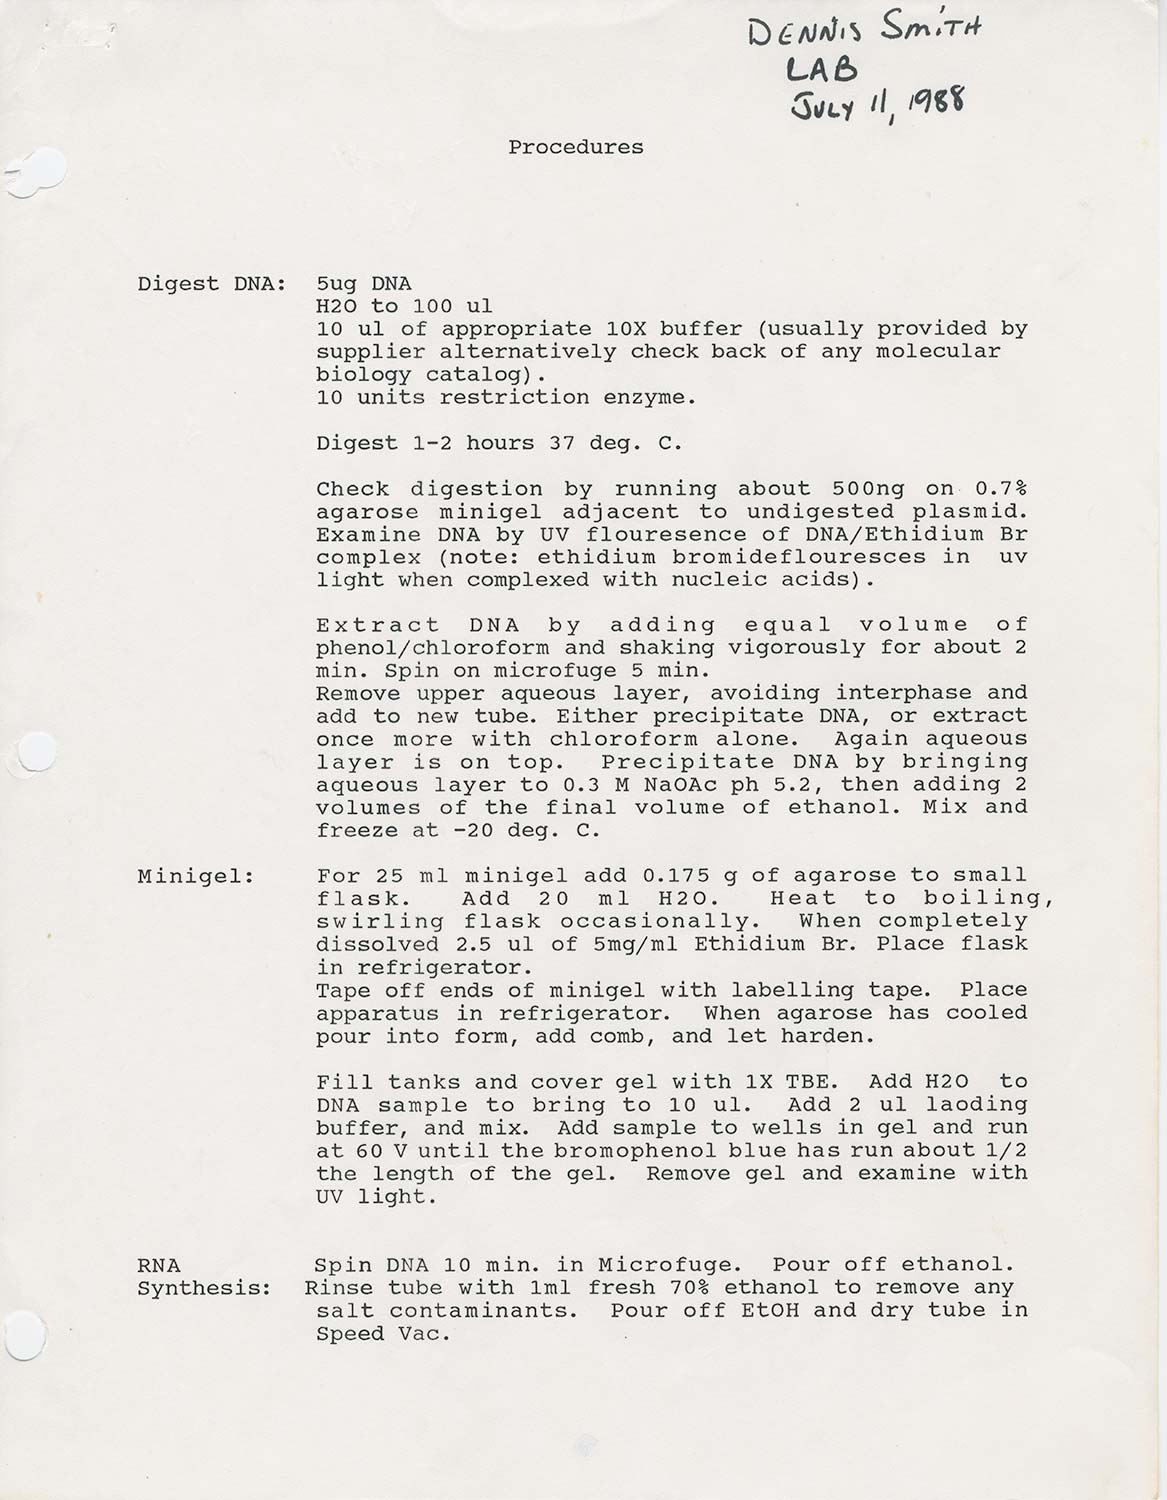 DENNIS SMITH
LAB
JULY 11, 1988
Procedures
Digest DNA: 5ug DNA
H2O to 100 ul
10 ul of appropriate 10X buffer (usually provided by
supplier alternatively check back of any molecular
biology catalog).
10 units restriction enzyme.
Digest 1-2 hours 37 deg. C.
Check digestion by running about 500ng on 0.7%
agarose minigel adjacent to undigested plasmid.
Examine DNA by UV flouresence of DNA/Ethidium Br
complex (note: ethidium bromideflouresces in uv
light when complexed with nucleic acids).
Extract DNA by adding equal volume of
phenol/chloroform and shaking vigorously for about 2
min. Spin on microfuge 5 min.
Remove upper aqueous layer, avoiding interphase and
add to new tube. Either precipitate DNA, or extract
once more with chloroform alone. Again aqueous
layer is on top. Precipitate DNA by bringing
aqueous layer to 0.3 M NaOAc ph 5.2, then adding 2
volumes of the final volume of ethanol. Mix and
freeze at -20 deg. C.
Minigel: For 25 ml minigel add 0.175 g of agarose to small
flask. Add 20 ml H2O. Heat to boiling,
swirling flask occasionally. When completely
dissolved 2.5 ul of 5mg/ml Ethidium Br. Place flask
in refrigerator.
Tape off ends of minigel with labelling tape. Place
apparatus in refrigerator. When agarose has cooled
pour into form, add comb, and let harden.
Fill tanks and cover gel with 1X TBE. Add H2O to
DNA sample to bring to 10 ul. Add 2 ul laoding
buffer, and mix. Add sample to wells in gel and run
at 60 V until the bromophenol blue has run about 1/2
the length of the gel. Remove gel and examine with
UV light.
RNA Spin DNA 10 min. in Microfuge. Pour off ethanol.
Synthesis: Rinse tube with 1ml fresh 70% ethanol to remove any
salt contaminants. Pour off EtOH and dry tube in
Speed Vac.